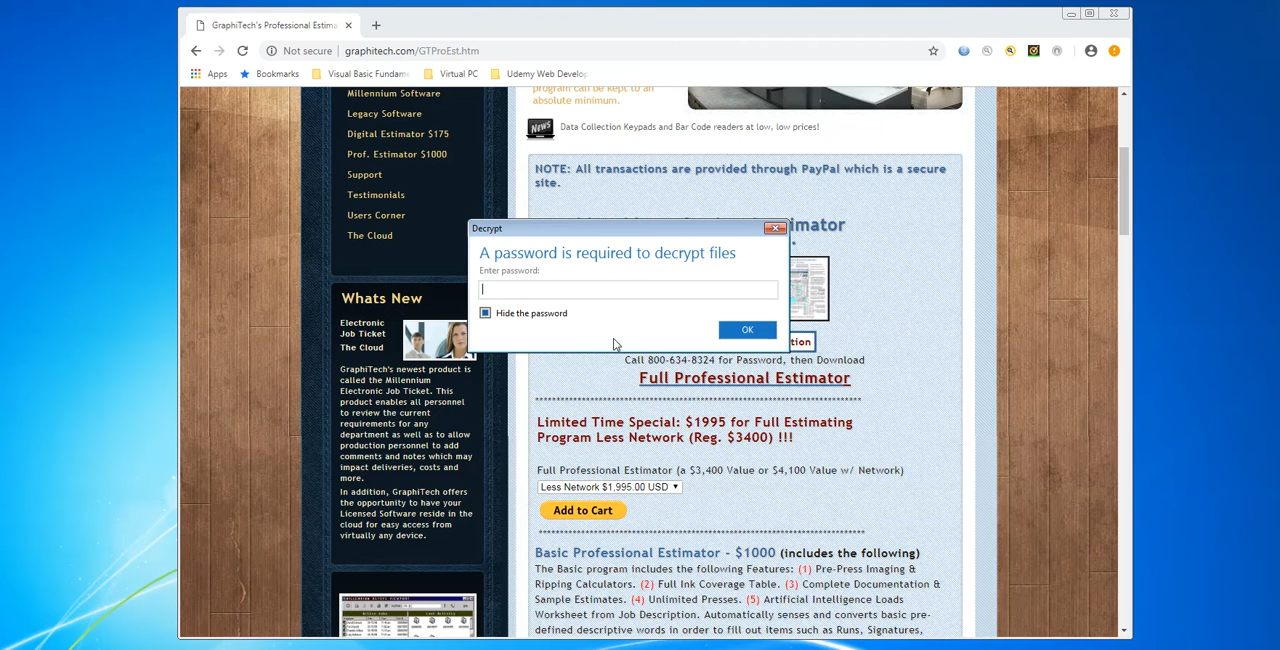 GraphiTech's Professional Estima
Not secure
graphitech.com/GTProEst.htm
Apps
Bookmarks
Visual Basic Fundam
Virtual PC
Udemy Web Develop
Millennium Software
Legacy Software
Digital Estimator $175
Prof. Estimator $1000
Support
Testimonials
Users Corner
The Cloud
Whats New
Electronic
Job Ticket
The Cloud
GraphiTech's newest product is
called the Millennium
Electronic Job Ticket. This
product enables all personnel
to review the current
requirements for any
department as well as to allow
production personnel to add
comments and notes which may
impact deliveries, costs and
more.
In addition, GraphiTech offers
the opportunity to have your
Licensed Software reside in the
cloud for easy access from
virtually any device.
program can be kept to an
absolute minimum.
News
Data Collection Keypads and Bar Code readers at low, low prices!
NOTE: All transactions are provided through PayPal which is a secure
site.
imator
Decrypt
A password is required to decrypt files
Enter password:
Hide the password
OK
tion
Call 800-634-8324 for Password, then Download
Full Professional Estimator
Limited Time Special: $1995 for Full Estimating
Program Less Network (Reg. $3400) !!!
Full Professional Estimator (a $3,400 Value or $4,100 Value w/ Network)
Less Network $1,995.00 USD
Add to Cart
Basic Professional Estimator - $1000 (includes the following)
The Basic program includes the following Features: (1) Pre-Press Imaging &
Ripping Calculators. (2) Full Ink Coverage Table. (3) Complete Documentation &
Sample Estimates. (4) Unlimited Presses. (5) Artificial Intelligence Loads
Worksheet from Job Description. Automatically senses and converts basic pre-
defined descriptive words in order to fill out items such as Runs, Signatures,